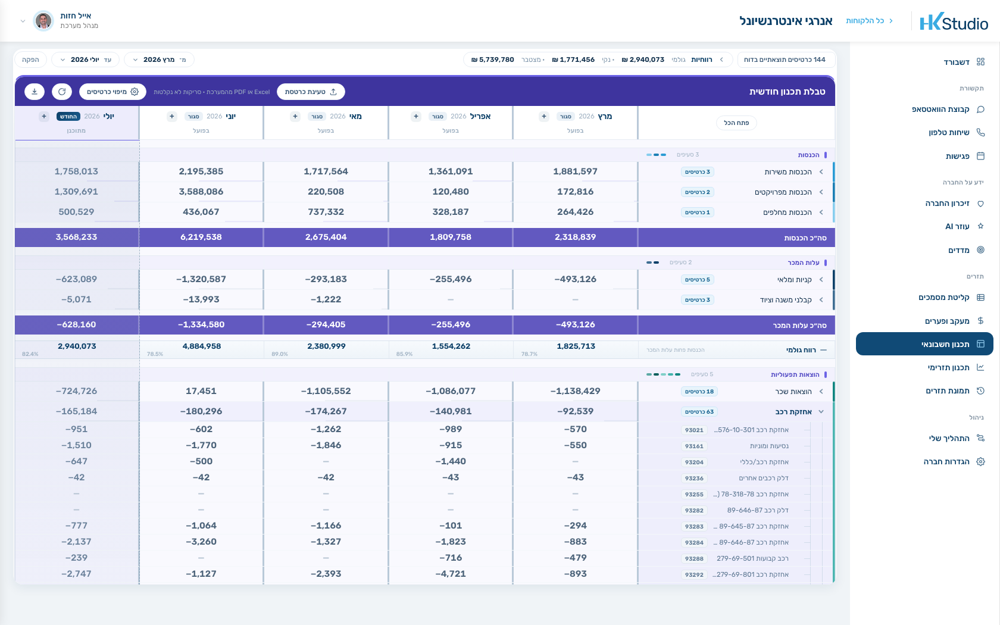 HKStudio
כל הלקוחות
אנרגי אינטרנשיונל
אייל חזות
מנהל מערכת
דשבורד
תקשורת
קבוצת הוואטסאפ
שיחות טלפון
פגישות
ידע על החברה
זיכרון החברה
עוזר AI
מדדים
תזרים
קליטת מסמכים
מעקב ופערים
תכנון חשבונאי
תכנון תזרימי
תמונת תזרים
ניהול
התהליך שלי
הגדרות חברה
144 כרטיסים תוצאתיים בדוח
רווחיות גולמי 2,940,073 ₪ · נקי 1,771,456 ₪ · מצטבר 5,739,780 ₪
מ־ מרץ 2026
עד יולי 2026
הפקה
טבלת תכנון חודשית
טעינת כרטסת
Excel או PDF מהמערכת · סריקות לא נקלטות
מיפוי כרטיסים
פתח הכל
מרץ 2026 סגור +
בפועל
אפריל 2026 סגור +
בפועל
מאי 2026 סגור +
בפועל
יוני 2026 סגור +
בפועל
יולי 2026 החודש +
מתוכנן
הכנסות 3 סעיפים
הכנסות משירות 3 כרטיסים 1,881,597 1,361,091 1,717,564 2,195,385 1,758,013
הכנסות מפרויקטים 2 כרטיסים 172,816 120,480 220,508 3,588,086 1,309,691
הכנסות מחלפים 1 כרטיסים 264,426 328,187 737,332 436,067 500,529
סה״כ הכנסות 2,318,839 1,809,758 2,675,404 6,219,538 3,568,233
עלות המכר 2 סעיפים
קניות ומלאי 5 כרטיסים −493,126 −255,496 −293,183 −1,320,587 −623,089
קבלני משנה וציוד 3 כרטיסים — — −1,222 −13,993 −5,071
סה״כ עלות המכר −493,126 −255,496 −294,405 −1,334,580 −628,160
רווח גולמי הכנסות פחות עלות המכר 1,825,713 78.7% 1,554,262 85.9% 2,380,999 89.0% 4,884,958 78.5% 2,940,073 82.4%
הוצאות תפעוליות 5 סעיפים
הוצאות שכר 18 כרטיסים −1,138,429 −1,086,077 −1,105,552 17,451 −724,726
אחזקת רכב 63 כרטיסים −92,539 −140,981 −174,267 −180,296 −165,184
אחזקת רכב 576-10-301… 93021 −570 −989 −1,262 −602 −951
נסיעות ומוניות 93161 −550 −915 −1,846 −1,770 −1,510
אחזקת רכב/כללי 93204 — −1,440 — −500 −647
דלק רכבים אחרים 93236 −43 −43 −42 −42 −42
אחזקת רכב 78-318-78 (… 93255 — — — — —
דלק רכב 89-646-87 93282 — — — — —
אחזקת רכב 89-645-87 … 93283 −294 −101 −1,166 −1,064 −777
אחזקת רכב 89-646-87 … 93284 −883 −1,823 −1,327 −3,260 −2,137
רכב קבועות 279-69-501 93288 −479 −716 — — −239
אחזקת רכב 279-69-801… 93292 −893 −4,721 −2,393 −1,127 −2,747